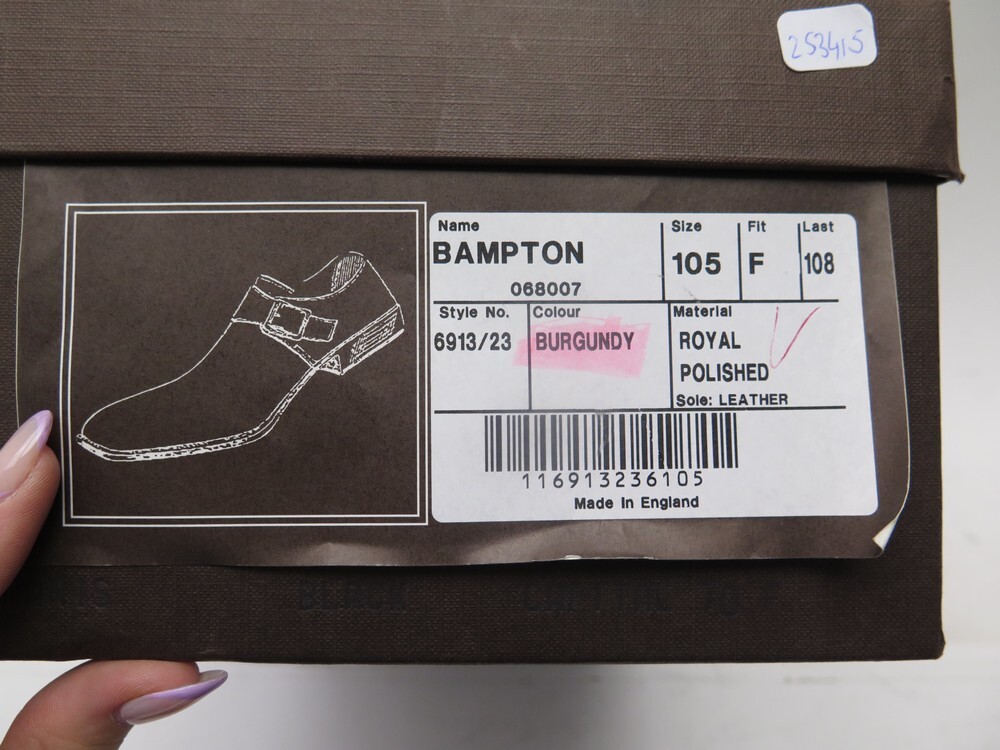 253415
Name
BAMPTON
068007
Size
105
Fit
F
Last
108
Style No.
6913/23
Colour
BURGUNDY
Material
ROYAL
POLISHED
Sole: LEATHER
116913236105
Made in England
BLACK